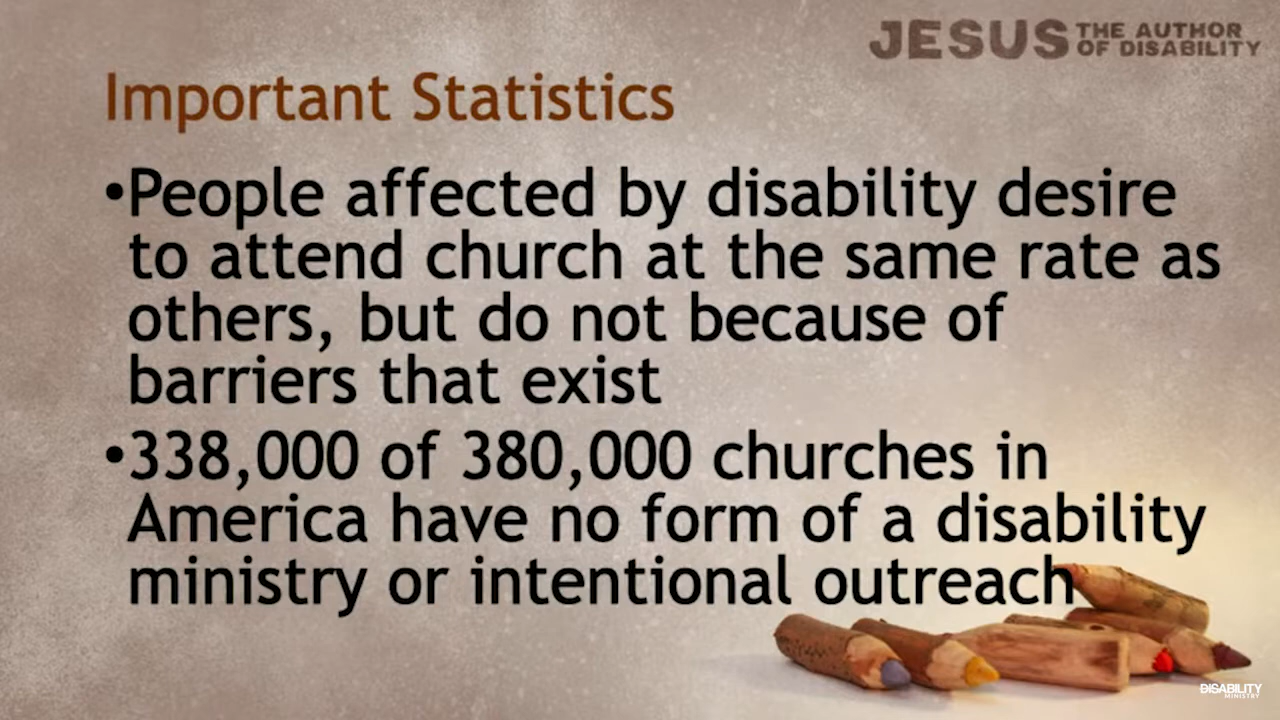 JESUS THE AUTHOR
OF DISABILITY
Important Statistics
•People affected by disability desire
to attend church at the same rate as
others, but do not because of
barriers that exist
•338,000 of 380,000 churches in
America have no form of a disability
ministry or intentional outreach
DISABILITY
MINISTRY